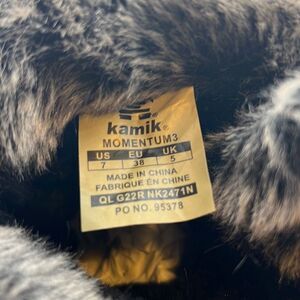 kamik®
MOMENTUM3
US EU UK
7 38 5
MADE IN CHINA
FABRIQUÉ EN CHINE
QL G22R NK2471N
PO NO. 95378